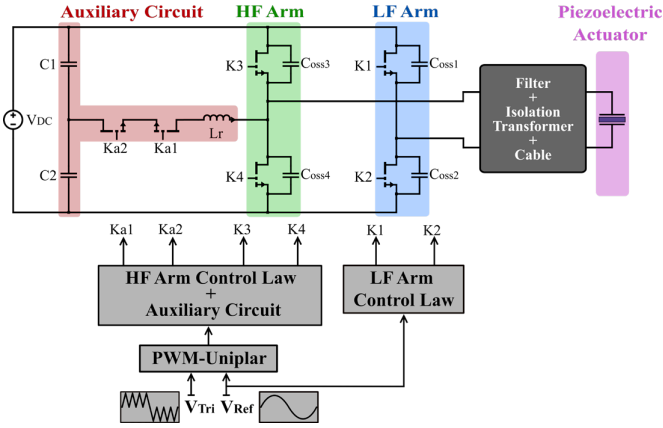 Auxiliary Circuit
HF Arm
LF Arm
Piezoelectric
Actuator
C1
K3
Coss3
K1
Coss1
Filter
+
Isolation
Transformer
+
Cable
VDC
Lr
Ka2
Ka1
C2
K4
Coss4
K2
Coss2
Ka1
Ka2
K3
K4
K1
K2
HF Arm Control Law
+
Auxiliary Circuit
LF Arm
Control Law
PWM-Uniplar
VTri
VRef